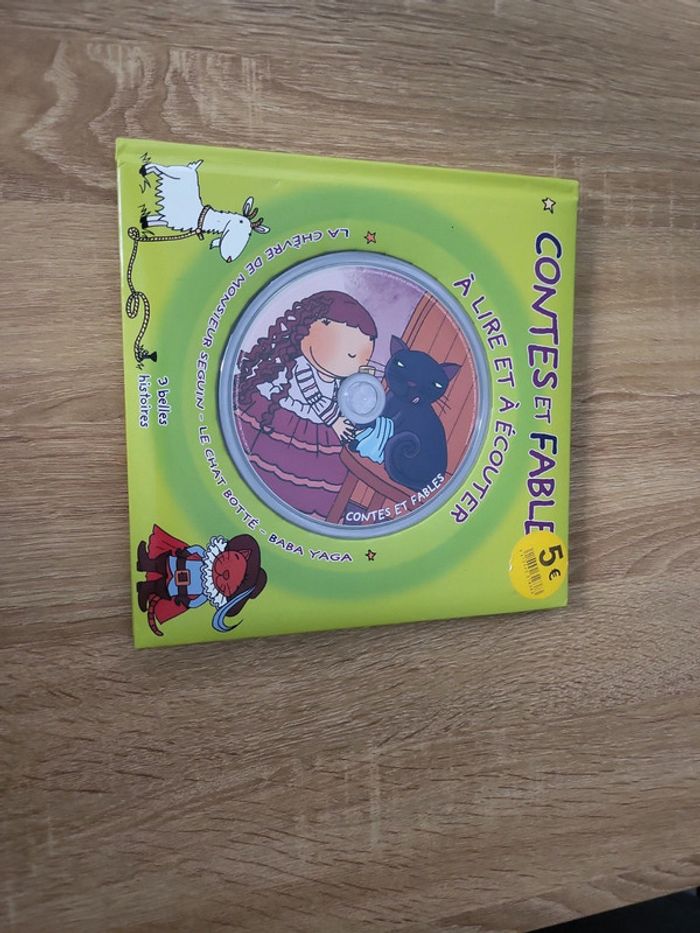 CONTES ET FABLE
À LIRE ET À ÉCOUTER
5€
CONTES ET FABLES
LA CHÈVRE DE MONSIEUR SEGUIN - LE CHAT BOTTÉ - BABA YAGA
3 belles
histoires